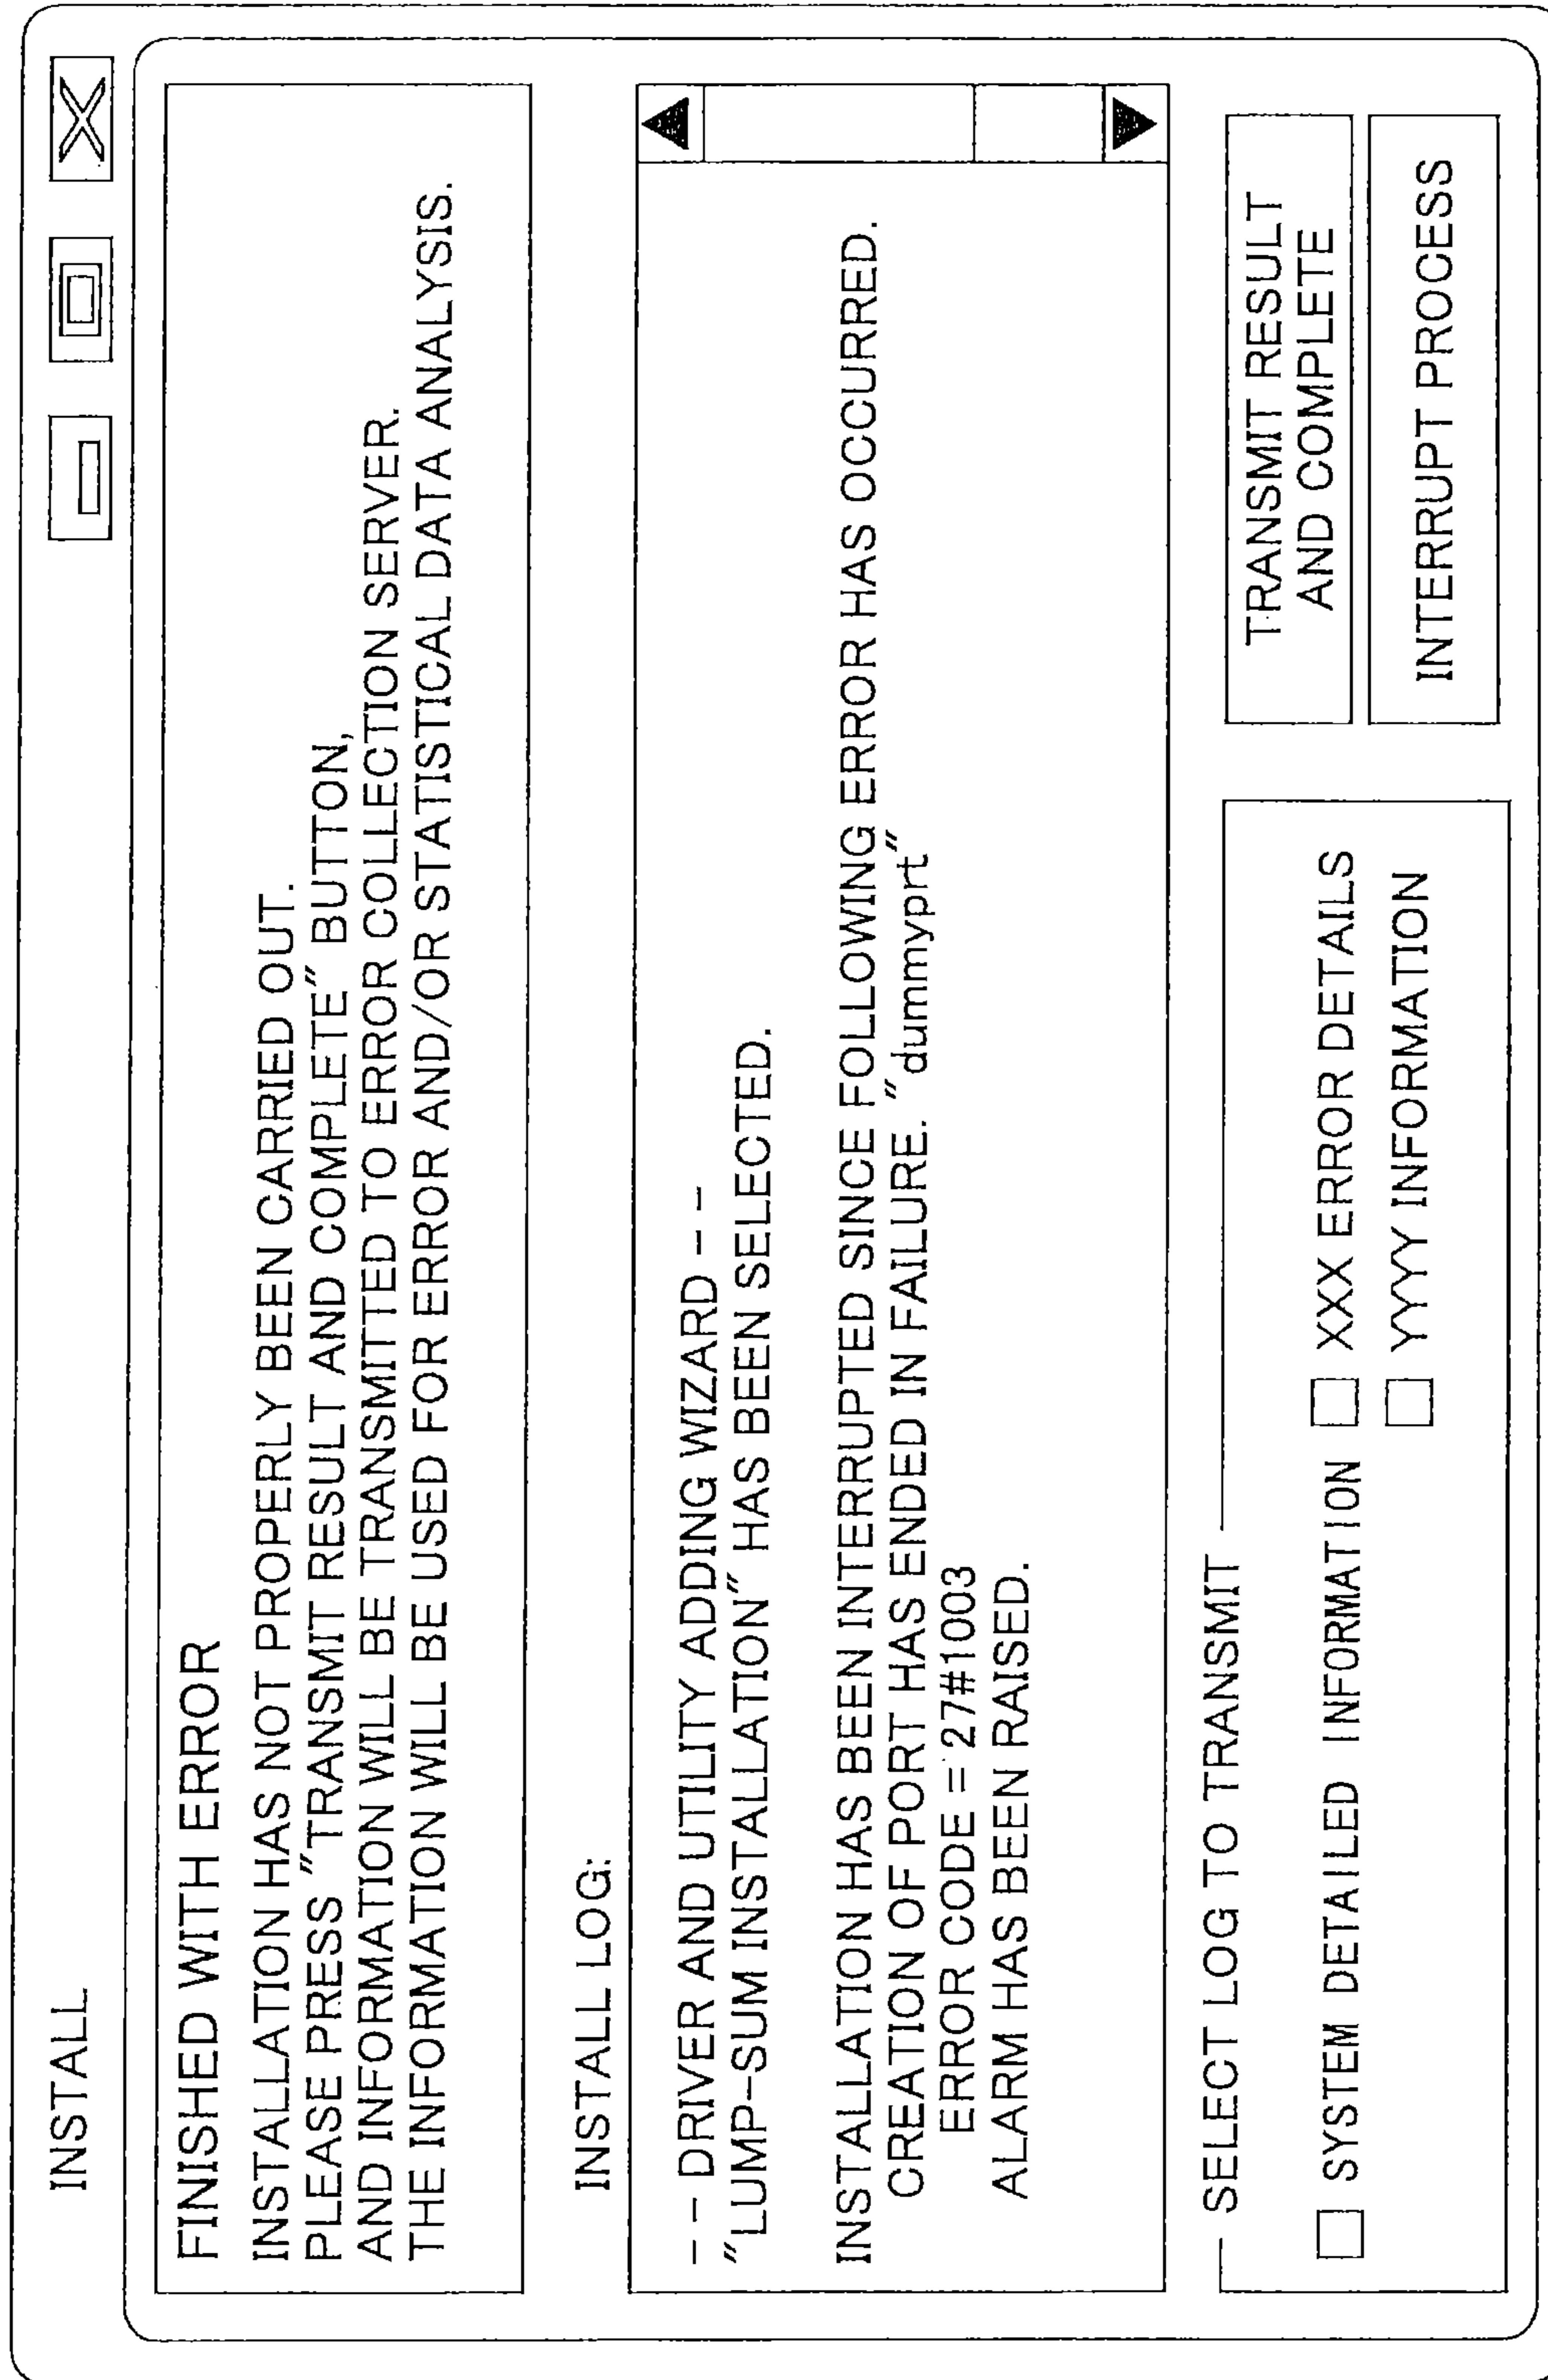 INSTALL
FINISHED WITH ERROR
INSTALLATION HAS NOT PROPERLY BEEN CARRIED OUT.
PLEASE PRESS "TRANSMIT RESULT AND COMPLETE" BUTTON,
AND INFORMATION WILL BE TRANSMITTED TO ERROR COLLECTION SERVER.
THE INFORMATION WILL BE USED FOR ERROR AND/OR STATISTICAL DATA ANALYSIS.
INSTALL LOG:
-- DRIVER AND UTILITY ADDING WIZARD --
"LUMP-SUM INSTALLATION" HAS BEEN SELECTED.
INSTALLATION HAS BEEN INTERRUPTED SINCE FOLLOWING ERROR HAS OCCURRED.
CREATION OF PORT HAS ENDED IN FAILURE. "dummyprt"
ERROR CODE = 27#1003
ALARM HAS BEEN RAISED.
SELECT LOG TO TRANSMIT
SYSTEM DETAILED INFORMATION
XXX ERROR DETAILS
YYYY INFORMATION
TRANSMIT RESULT
AND COMPLETE
INTERRUPT PROCESS